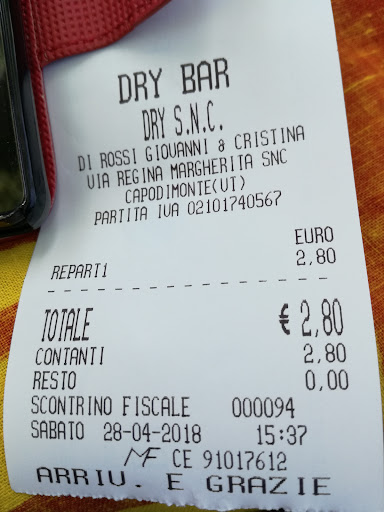 DRY BAR
DRY S.N.C.
DI ROSSI GIOVANNI & CRISTINA
VIA REGINA MARGHERITA SNC
CAPODIMONTE(VT)
PARTITA IVA 02101740567
EURO
REPARTI 2,80
TOTALE € 2,80
CONTANTI 2,80
RESTO 0,00
SCONTRINO FISCALE 000094
SABATO 28-04-2018 15:37
MF CE 91017612
ARRIV. E GRAZIE